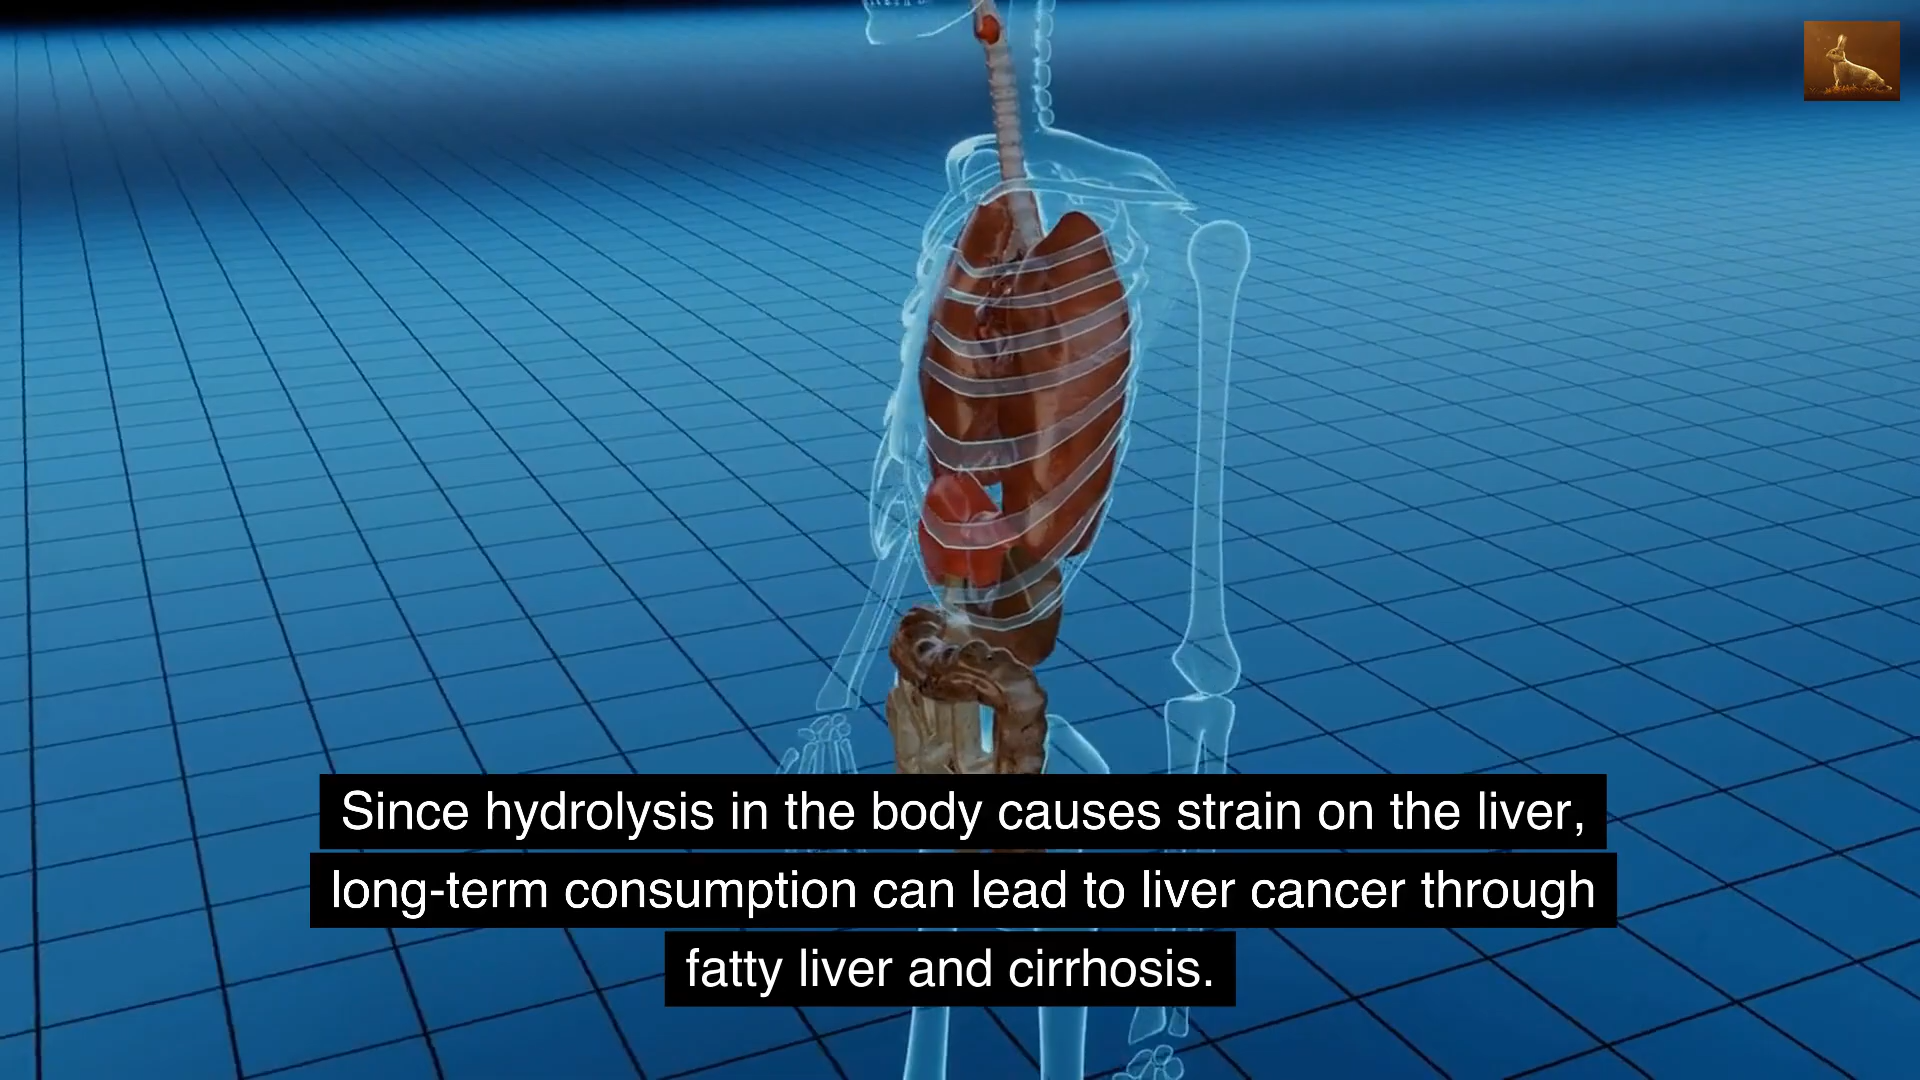 Since hydrolysis in the body causes strain on the liver,
long-term consumption can lead to liver cancer through
fatty liver and cirrhosis.